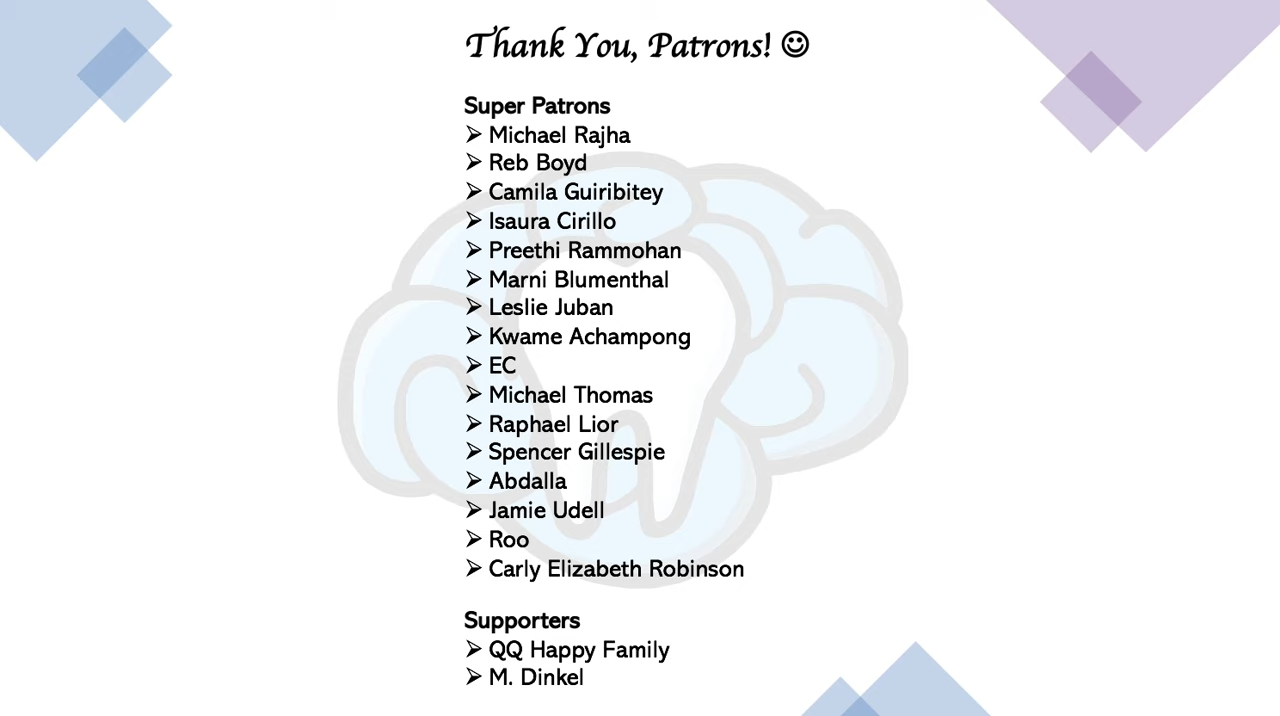 Thank You, Patrons! ☺
Super Patrons
➢ Michael Rajha
➢ Reb Boyd
➢ Camila Guiribitey
➢ Isaura Cirillo
➢ Preethi Rammohan
➢ Marni Blumenthal
➢ Leslie Juban
➢ Kwame Achampong
➢ EC
➢ Michael Thomas
➢ Raphael Lior
➢ Spencer Gillespie
➢ Abdalla
➢ Jamie Udell
➢ Roo
➢ Carly Elizabeth Robinson
Supporters
➢ QQ Happy Family
➢ M. Dinkel